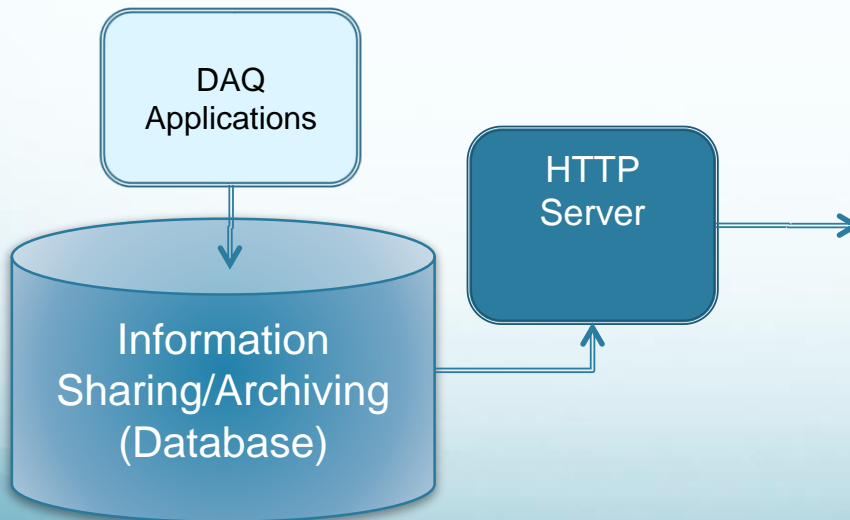 DAQ
Applications
HTTP
Server
Information
Sharing/Archiving
(Database)